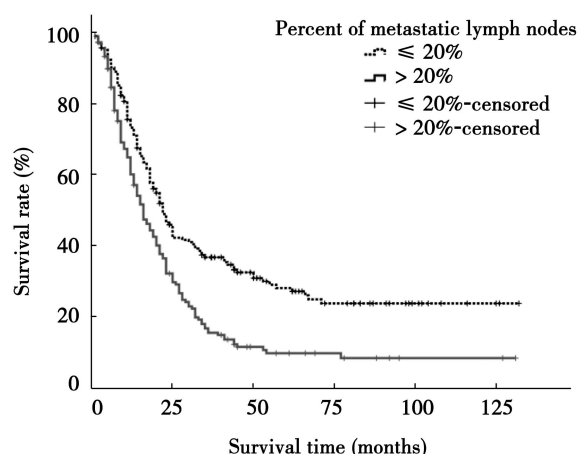 Percent of metastatic lymph nodes
≤ 20%
> 20%
≤ 20%-censored
> 20%-censored
Survival rate (%)
100
80
60
40
20
0
0 25 50 75 100 125
Survival time (months)